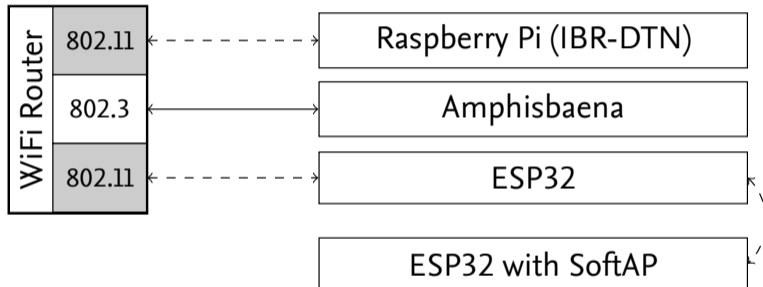 WiFi Router
802.11
Raspberry Pi (IBR-DTN)
802.3
Amphisbaena
802.11
ESP32
ESP32 with SoftAP